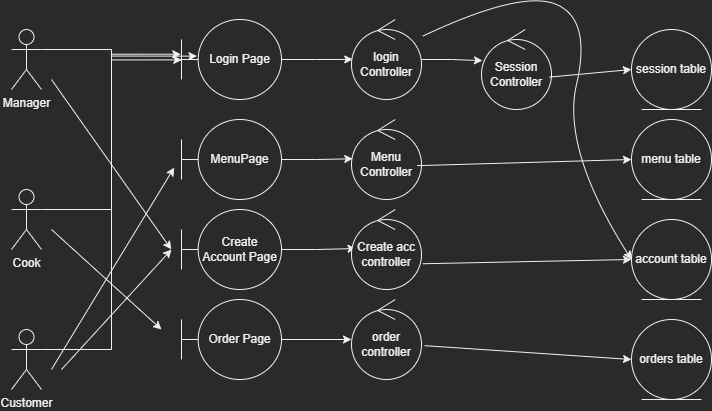 Manager
Login Page
login
Controller
Session
Controller
session table
MenuPage
Menu
Controller
menu table
Cook
Create
Account Page
Create acc
controller
account table
Customer
Order Page
order
controller
orders table